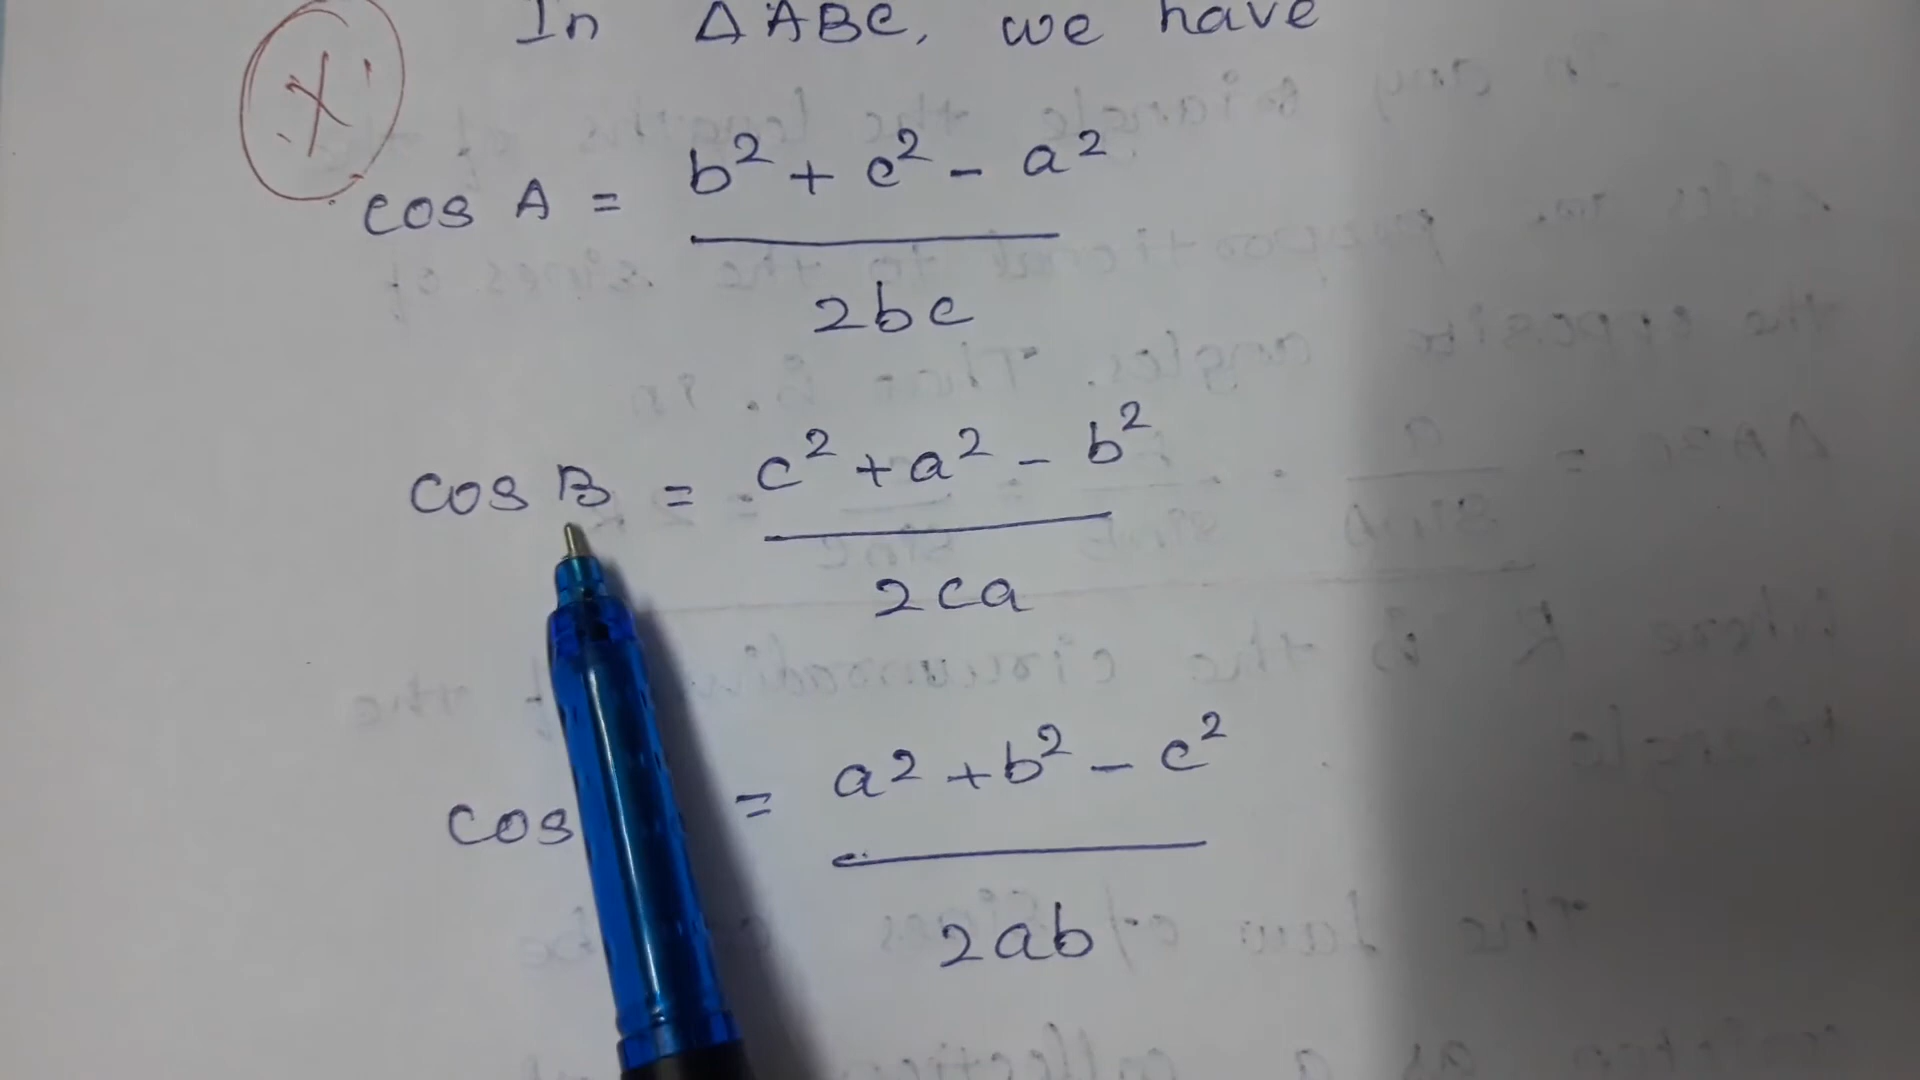 In ΔABC, we have
X
cos A = b² + c² - a² / 2bc
cos B = c² + a² - b² / 2ca
cos = a² + b² - c² / 2ab